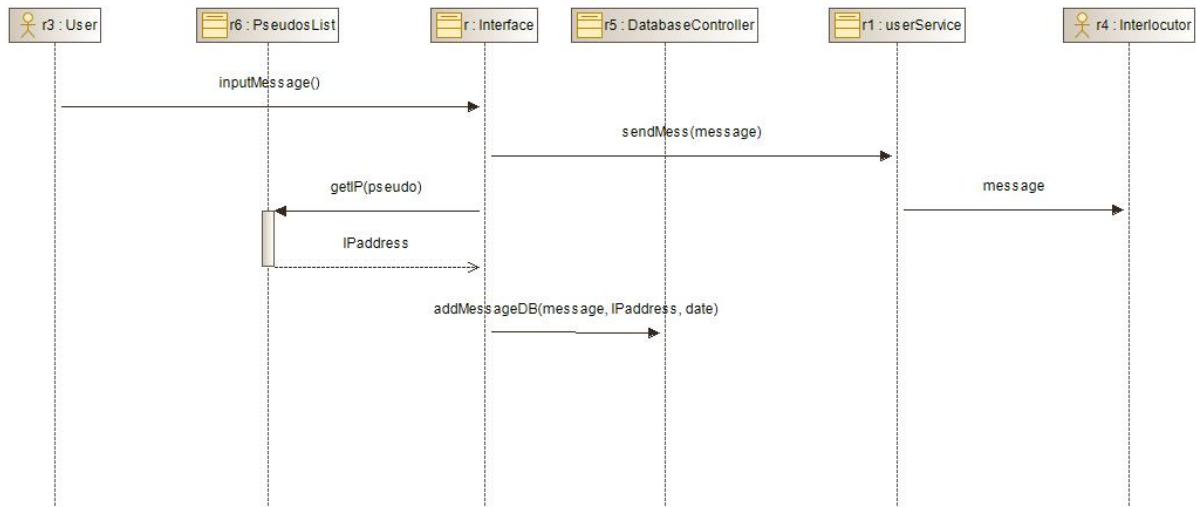 r3 : User
r6 : PseudosList
r : Interface
r5 : DatabaseController
r1 : userService
r4 : Interlocutor
inputMessage()
sendMess(message)
getIP(pseudo)
message
IPaddress
addMessageDB(message, IPaddress, date)